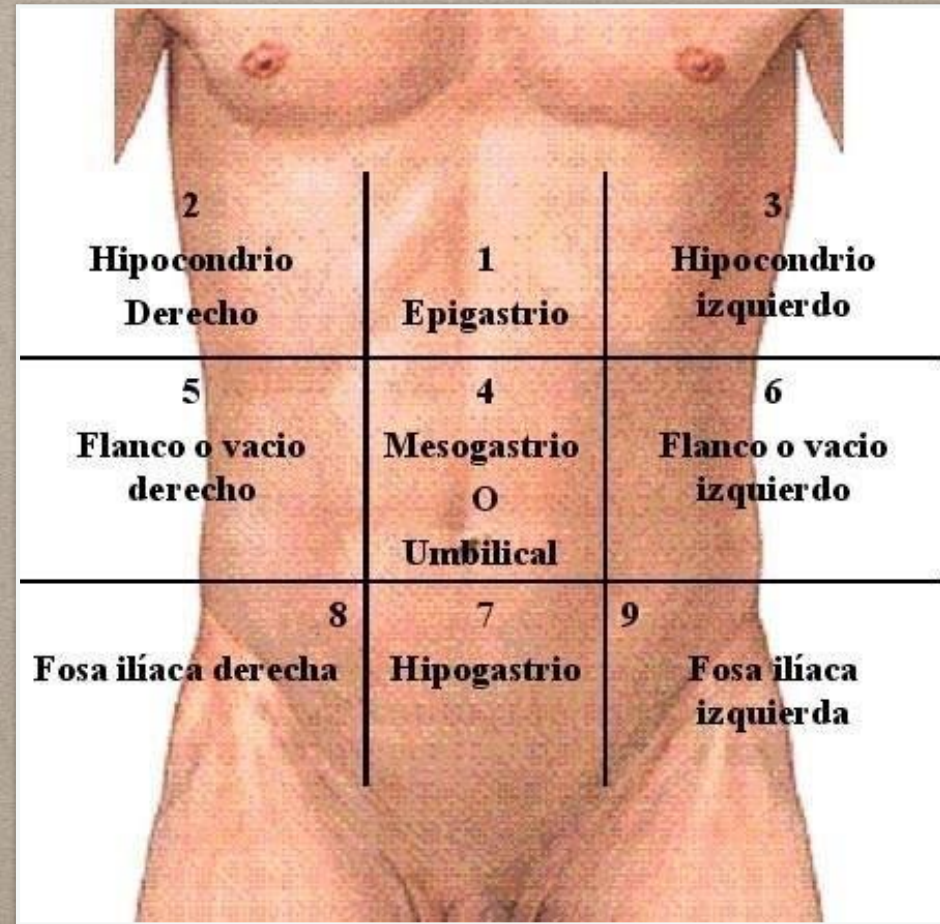 2
Hipocondrio
Derecho
1
Epigastrio
3
Hipocondrio
izquierdo
5
Flanco o vacio
derecho
4
Mesogastrio
O
Umbilical
6
Flanco o vacio
izquierdo
8
Fosa ilíaca derecha
7
Hipogastrio
9
Fosa ilíaca
izquierda